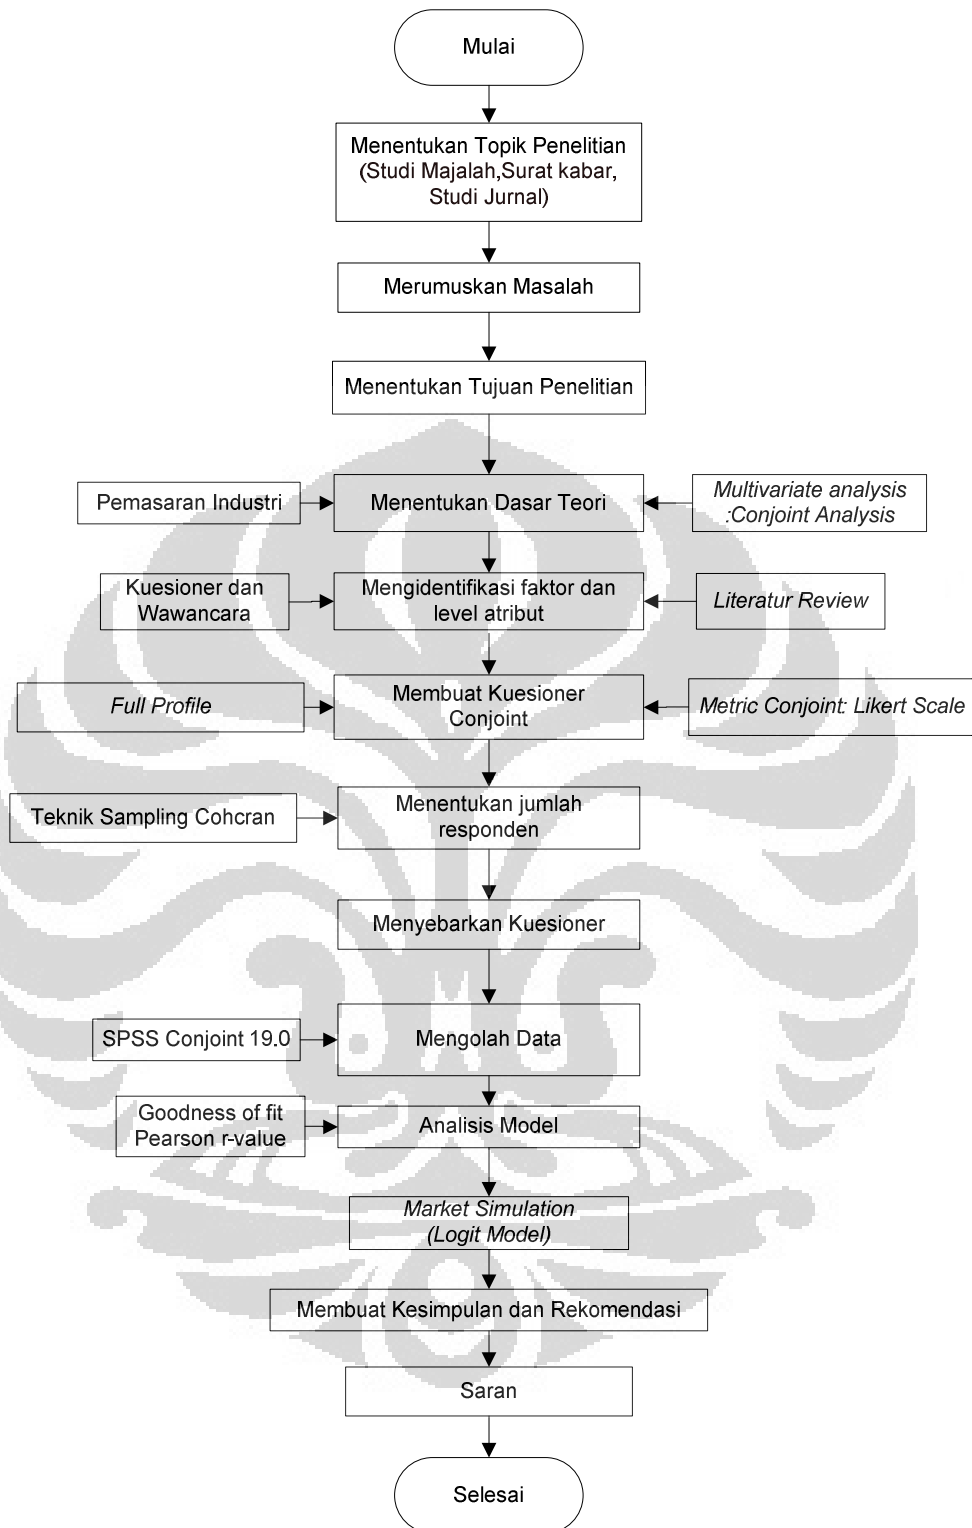 Mulai
Menentukan Topik Penelitian
(Studi Majalah,Surat kabar,
Studi Jurnal)
Merumuskan Masalah
Menentukan Tujuan Penelitian
Pemasaran Industri
Menentukan Dasar Teori
Multivariate analysis
:Conjoint Analysis
Kuesioner dan
Wawancara
Mengidentifikasi faktor dan
level atribut
Literatur Review
Full Profile
Membuat Kuesioner
Conjoint
Metric Conjoint: Likert Scale
Teknik Sampling Cohcran
Menentukan jumlah
responden
Menyebarkan Kuesioner
SPSS Conjoint 19.0
Mengolah Data
Goodness of fit
Pearson r-value
Analisis Model
Market Simulation
(Logit Model)
Membuat Kesimpulan dan Rekomendasi
Saran
Selesai